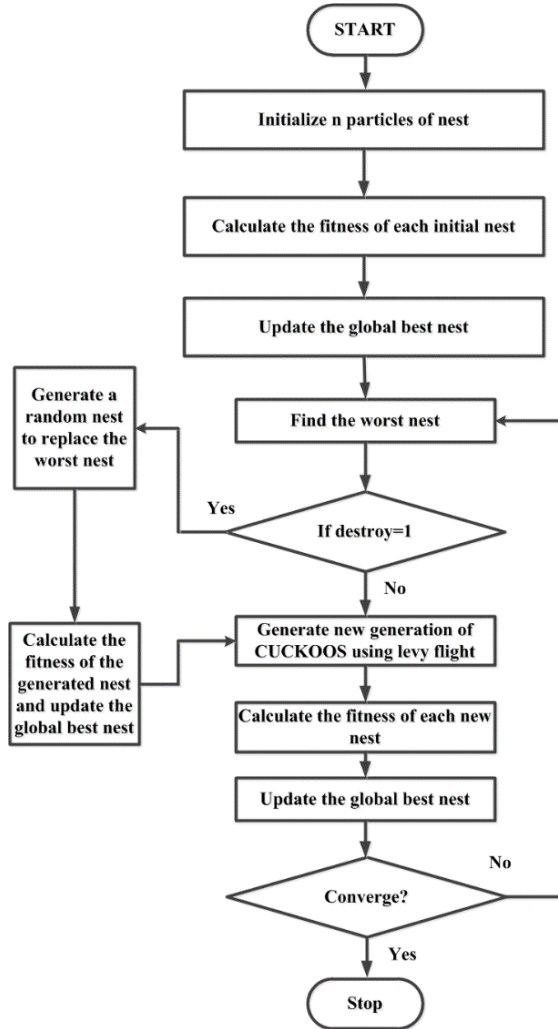 START
Initialize n particles of nest
Calculate the fitness of each initial nest
Update the global best nest
Find the worst nest
If destroy=1
Yes
Generate a
random nest
to replace the
worst nest
Calculate the
fitness of the
generated nest
and update the
global best nest
No
Generate new generation of
CUCKOOS using levy flight
Calculate the fitness of each new
nest
Update the global best nest
Converge?
No
Yes
Stop